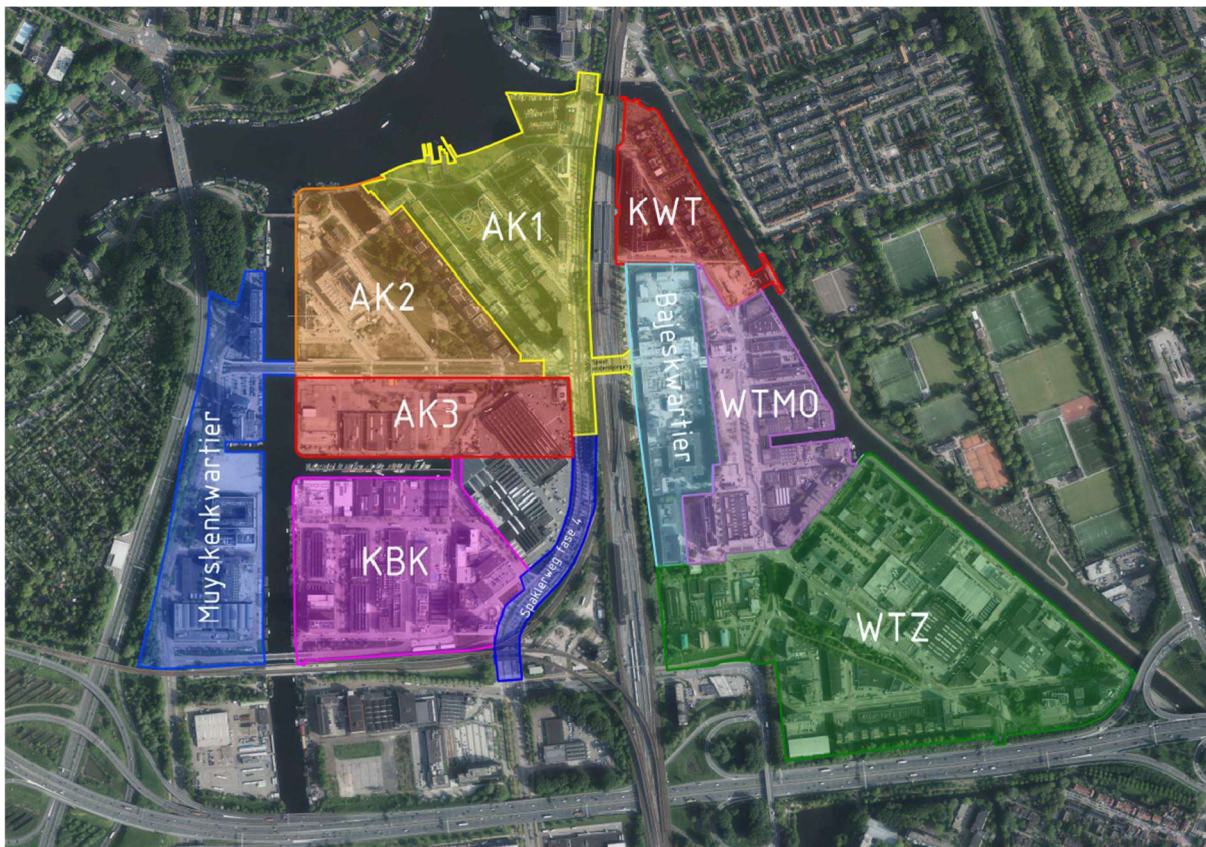 AK1
KWT
AK2
Bajeskwartier
AK3
WTMO
Muyskenkwartier
KBK
Spaklerweg fase 4
WTZ